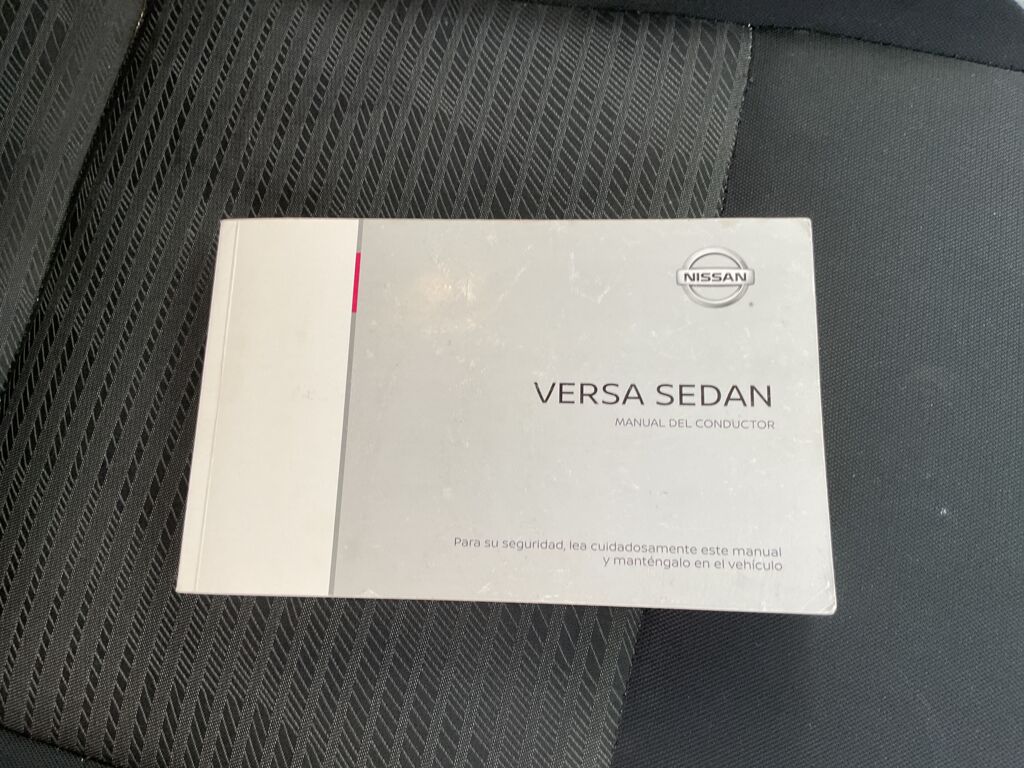 NISSAN
VERSA SEDAN
MANUAL DEL CONDUCTOR
Para su seguridad, lea cuidadosamente este manual
y manténgalo en el vehículo